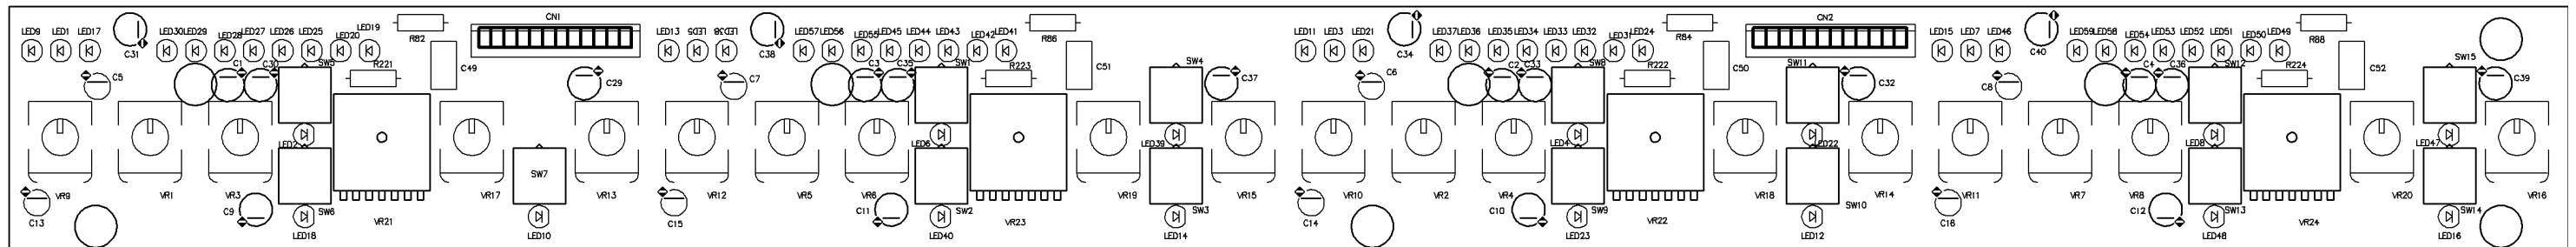 LED9 LED1 LED17 C31 LED30 LED29 LED28 LED27 LED26 LED25 LED20 LED19 R82 CN1 LED13 LED5 LED38 C38 LED57 LED56 LED55 LED45 LED44 LED43 LED42 LED41 R86 LED11 LED3 LED21 C34 LED37 LED36 LED35 LED34 LED33 LED32 LED31 LED24 R84 CN2 LED15 LED7 LED46 C40 LED59 LED58 LED54 LED53 LED52 LED51 LED50 LED49 R88
C5 C1 C30 SW5 R221 C49 C29 C7 C3 C35 SW1 R223 C51 SW4 C37 C6 C2 C33 SW8 R222 C50 SW11 C32 C8 C4 C36 SW12 R224 C52 SW15 C39
LED2 LED6 LED39 LED4 LED22 LED8 LED47
SW7
VR9 VR1 VR3 VR17 VR13 VR12 VR5 VR6 VR19 VR15 VR10 VR2 VR4 VR18 VR14 VR11 VR7 VR8 VR20 VR16
C13 C9 SW6 VR21 C15 C11 SW2 VR23 SW3 C14 C10 SW9 VR22 SW10 C16 C12 SW13 VR24 SW14
LED18 LED10 LED40 LED14 LED23 LED12 LED48 LED16